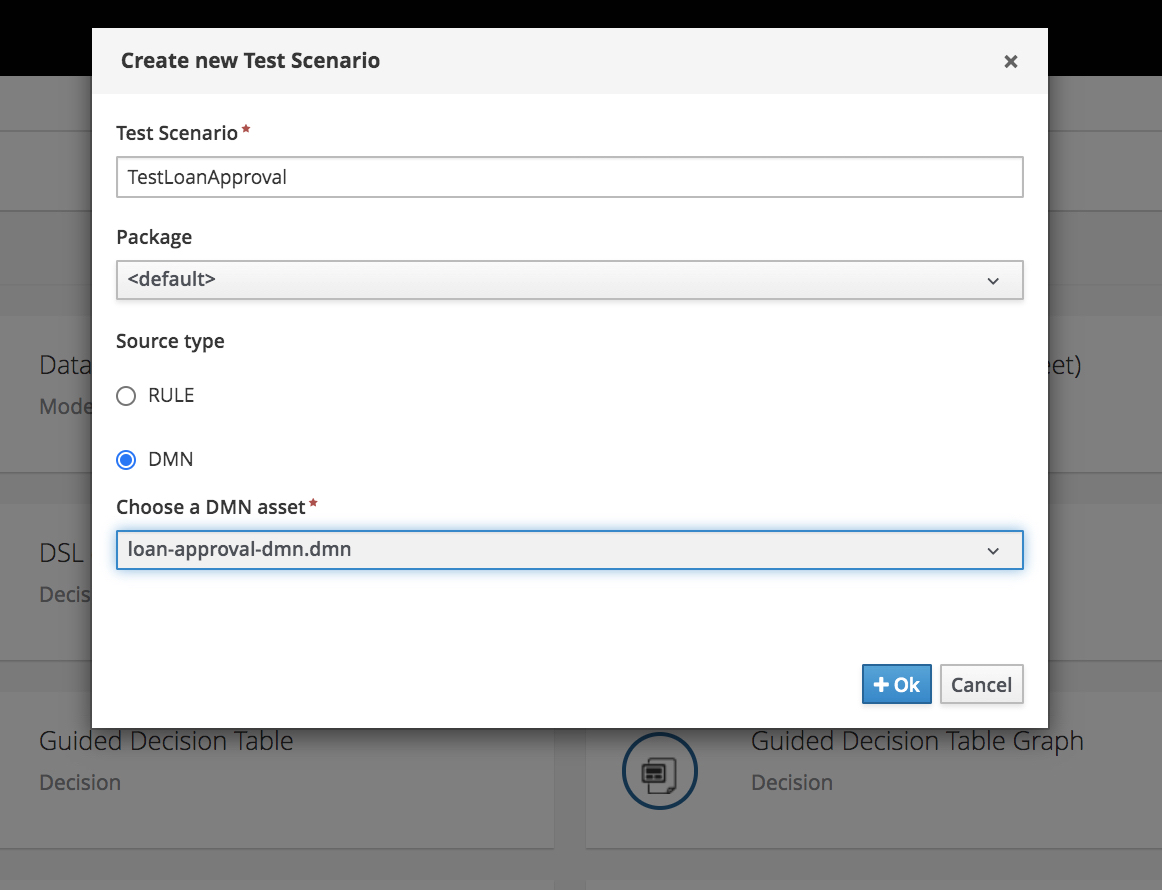 Create new Test Scenario
×
Test Scenario*
TestLoanApproval
Package
<default>
Source type
RULE
DMN
Choose a DMN asset*
loan-approval-dmn.dmn
+ Ok
Cancel
Data
Mode
eet)
DSL
Decis
Guided Decision Table
Decision
Guided Decision Table Graph
Decision